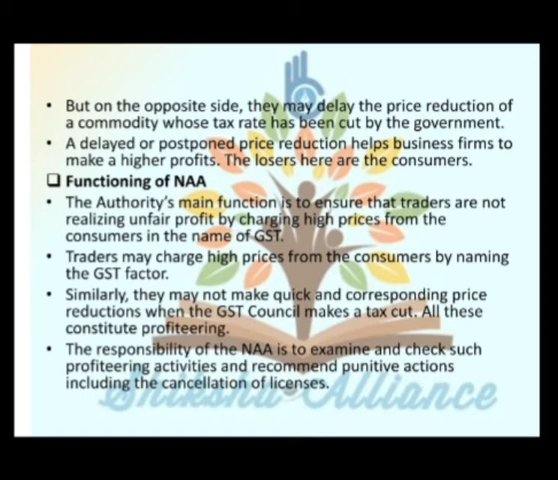 • But on the opposite side, they may delay the price reduction of
a commodity whose tax rate has been cut by the government.
• A delayed or postponed price reduction helps business firms to
make a higher profits. The losers here are the consumers.
❑ Functioning of NAA
• The Authority's main function is to ensure that traders are not
realizing unfair profit by charging high prices from the
consumers in the name of GST.
• Traders may charge high prices from the consumers by naming
the GST factor.
• Similarly, they may not make quick and corresponding price
reductions when the GST Council makes a tax cut. All these
constitute profiteering.
• The responsibility of the NAA is to examine and check such
profiteering activities and recommend punitive actions
including the cancellation of licenses.
Shiksha Alliance